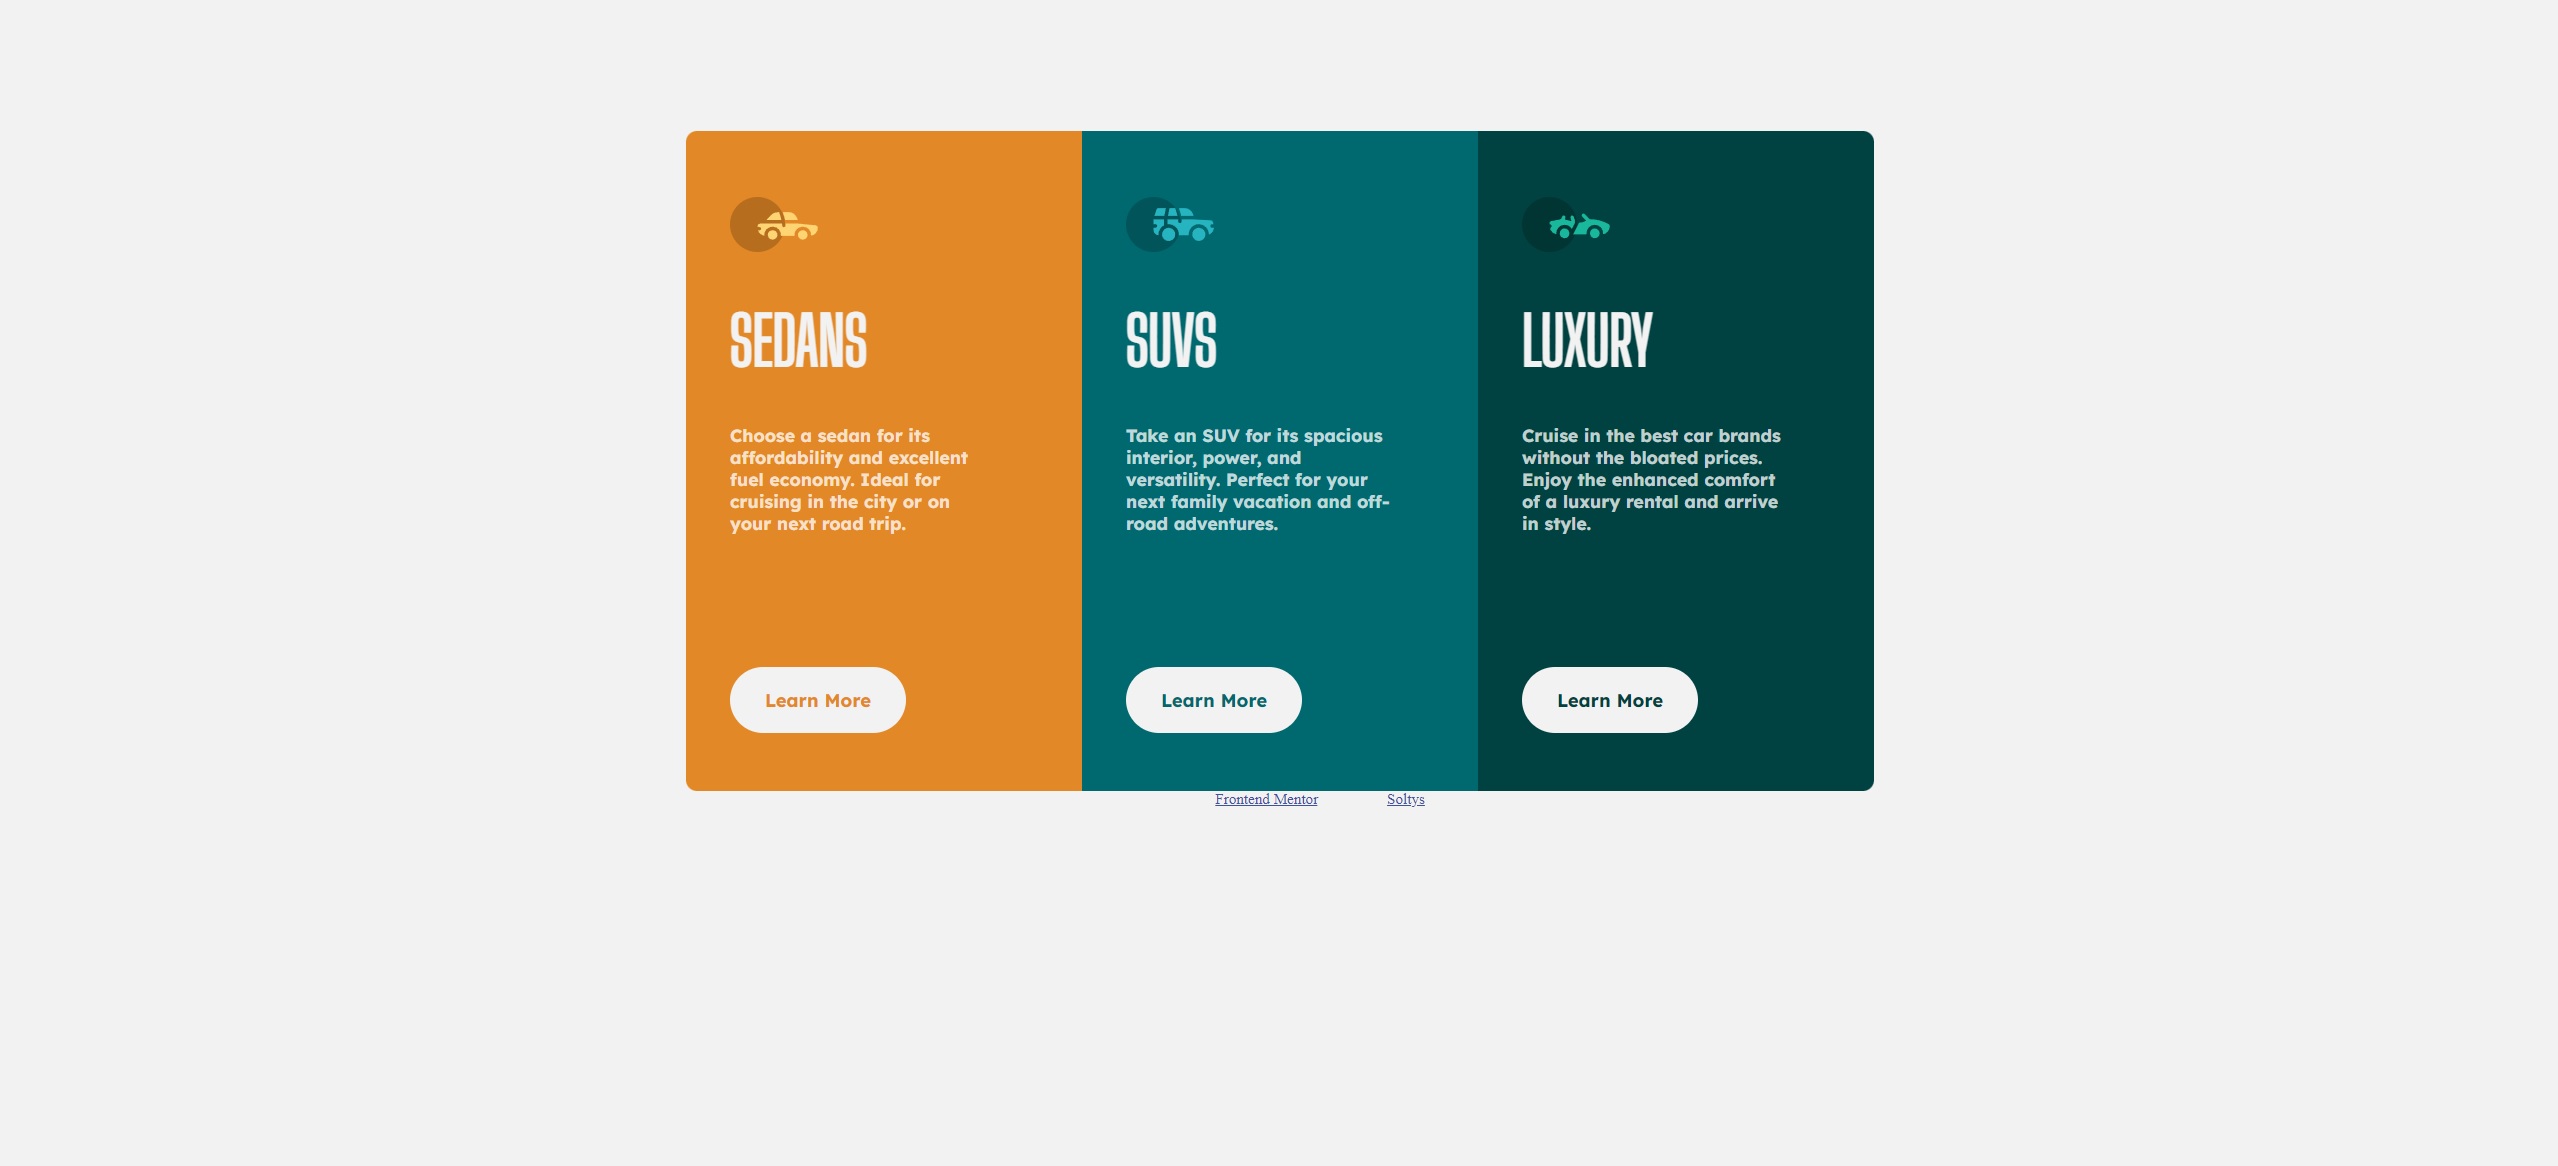 SEDANS
Choose a sedan for its
affordability and excellent
fuel economy. Ideal for
cruising in the city or on
your next road trip.
Learn More
SUVS
Take an SUV for its spacious
interior, power, and
versatility. Perfect for your
next family vacation and off-
road adventures.
Learn More
LUXURY
Cruise in the best car brands
without the bloated prices.
Enjoy the enhanced comfort
of a luxury rental and arrive
in style.
Learn More
Frontend Mentor
Soltys